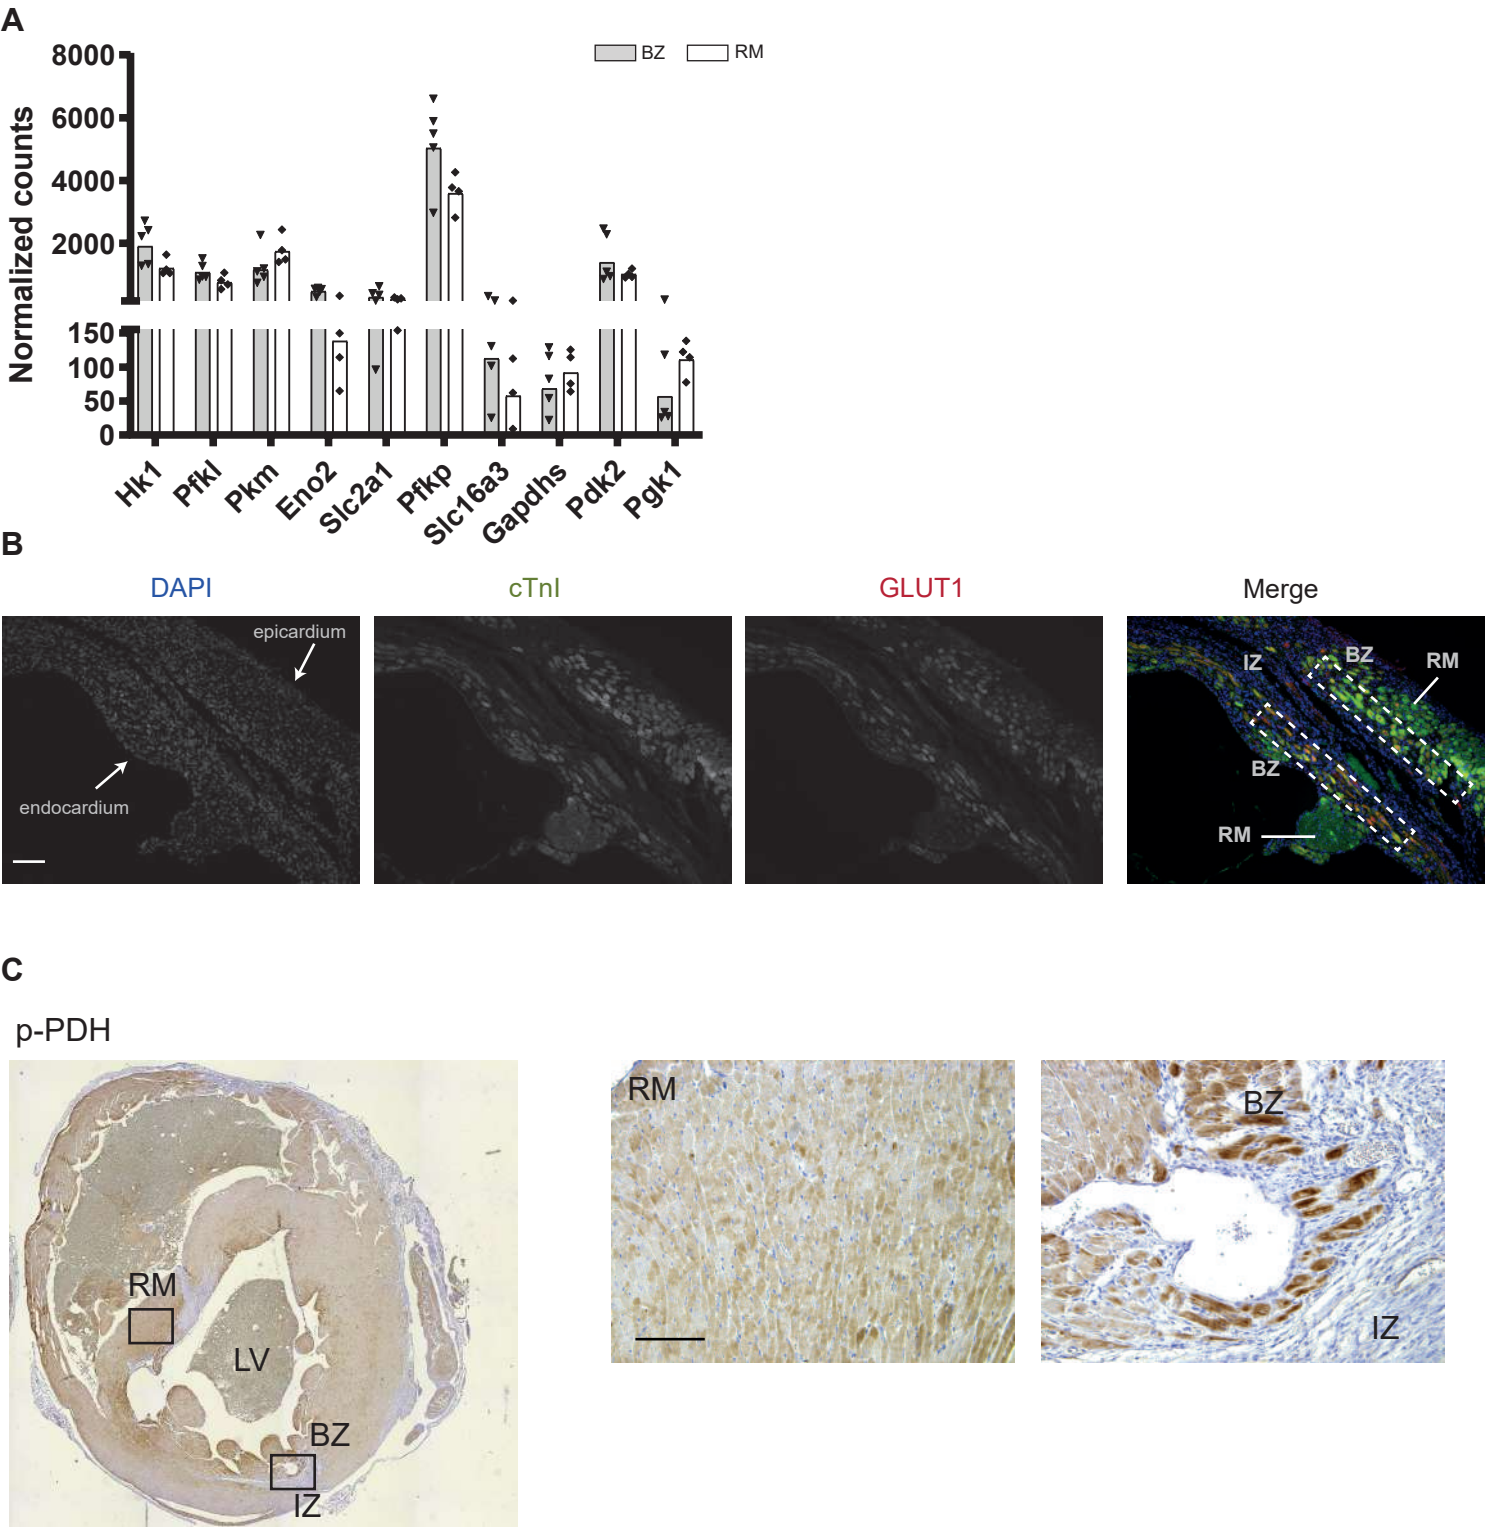 A
BZ RM
Normalized counts
8000
6000
4000
2000
150
100
50
0
Hk1 Pfkl Pkm Eno2 Slc2a1 Pfkp Slc16a3 Gapdhs Pdk2 Pgk1
B
DAPI cTnI GLUT1 Merge
epicardium
endocardium
IZ BZ RM
BZ
RM
C
p-PDH
RM
LV
BZ
IZ
RM
BZ
IZ